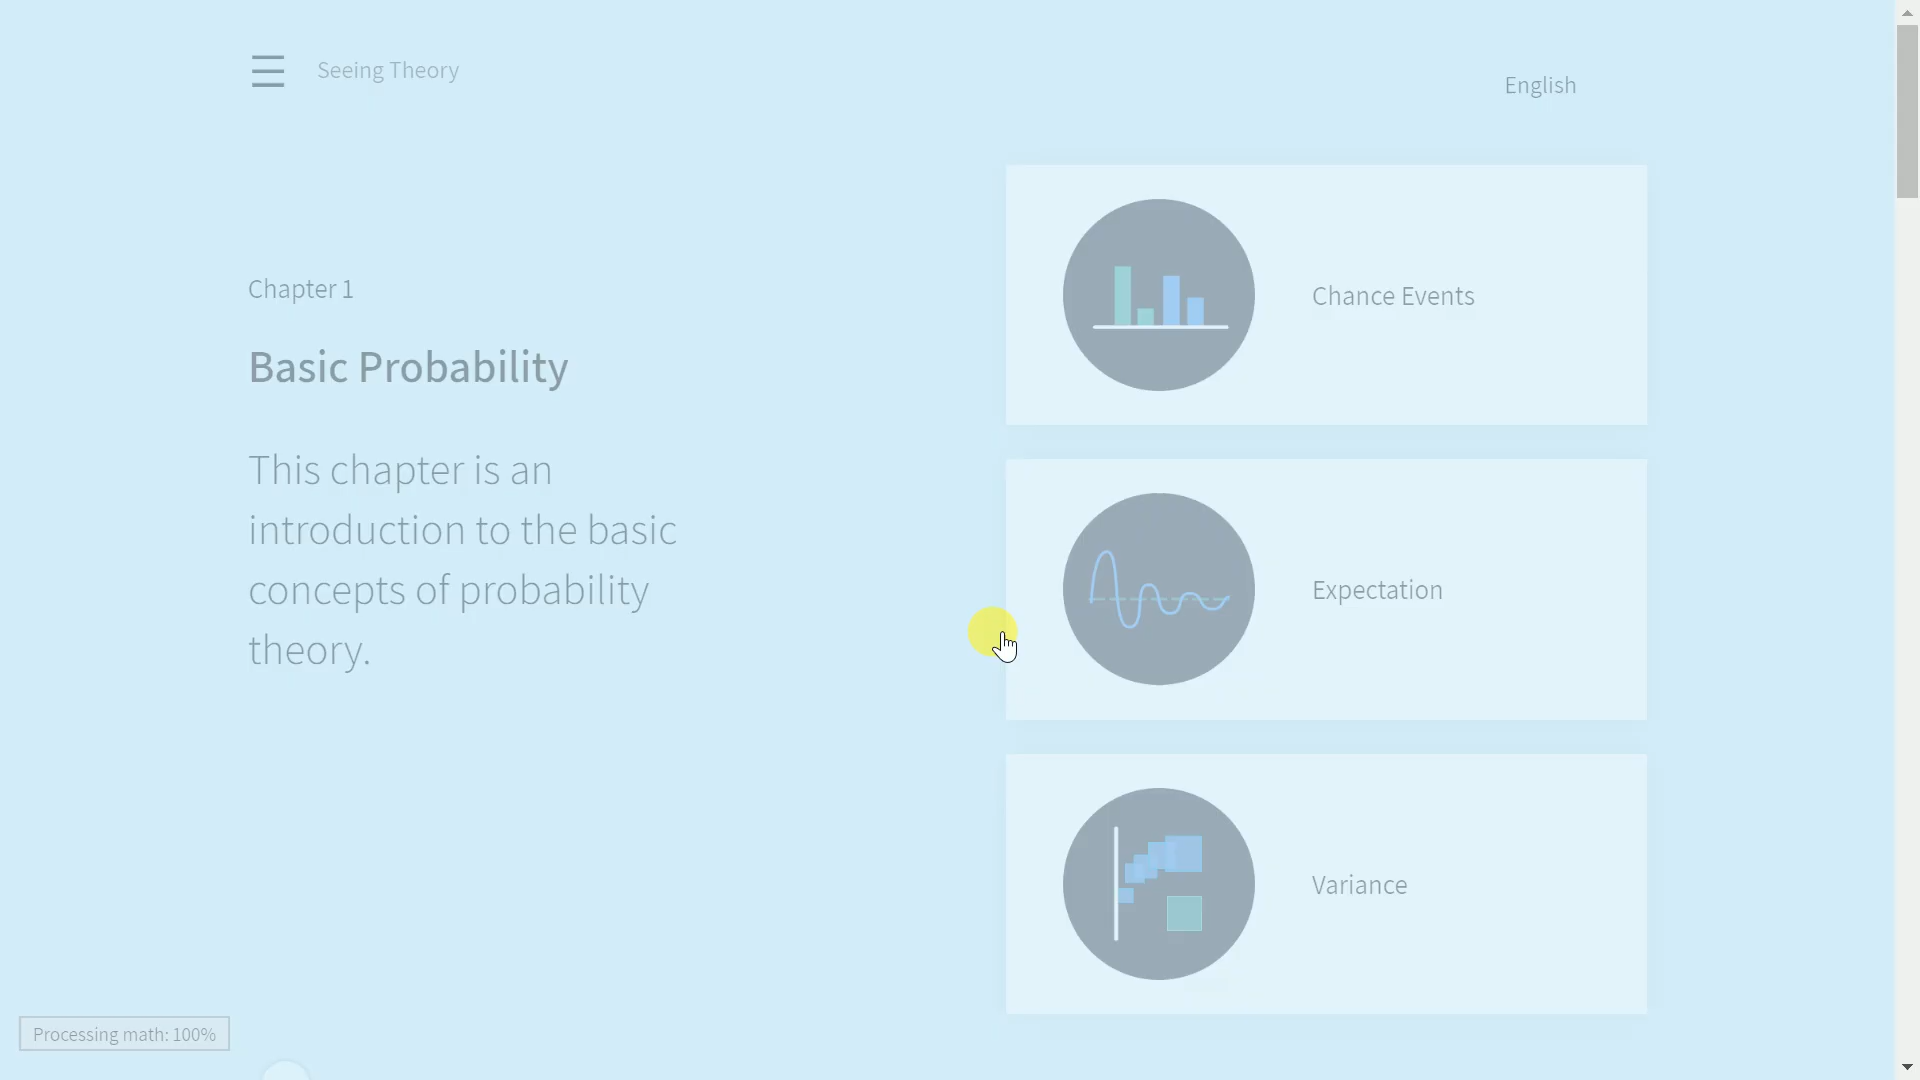 Seeing Theory
English
Chapter 1
Basic Probability
This chapter is an
introduction to the basic
concepts of probability
theory.
Chance Events
Expectation
Variance
Processing math: 100%